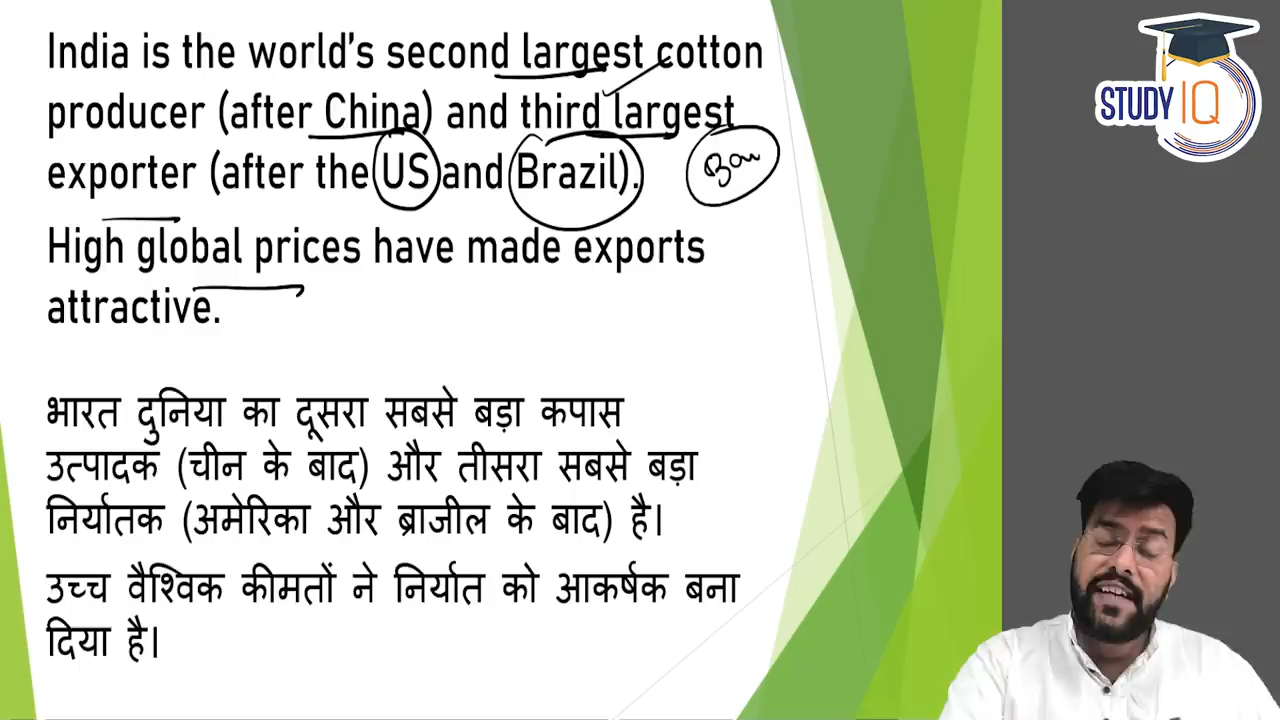 India is the world's second largest cotton
producer (after China) and third largest
exporter (after the US and Brazil).
High global prices have made exports
attractive.
भारत दुनिया का दूसरा सबसे बड़ा कपास
उत्पादक (चीन के बाद) और तीसरा सबसे बड़ा
निर्यातक (अमेरिका और ब्राजील के बाद) है।
उच्च वैश्विक कीमतों ने निर्यात को आकर्षक बना
दिया है।
STUDY IQ